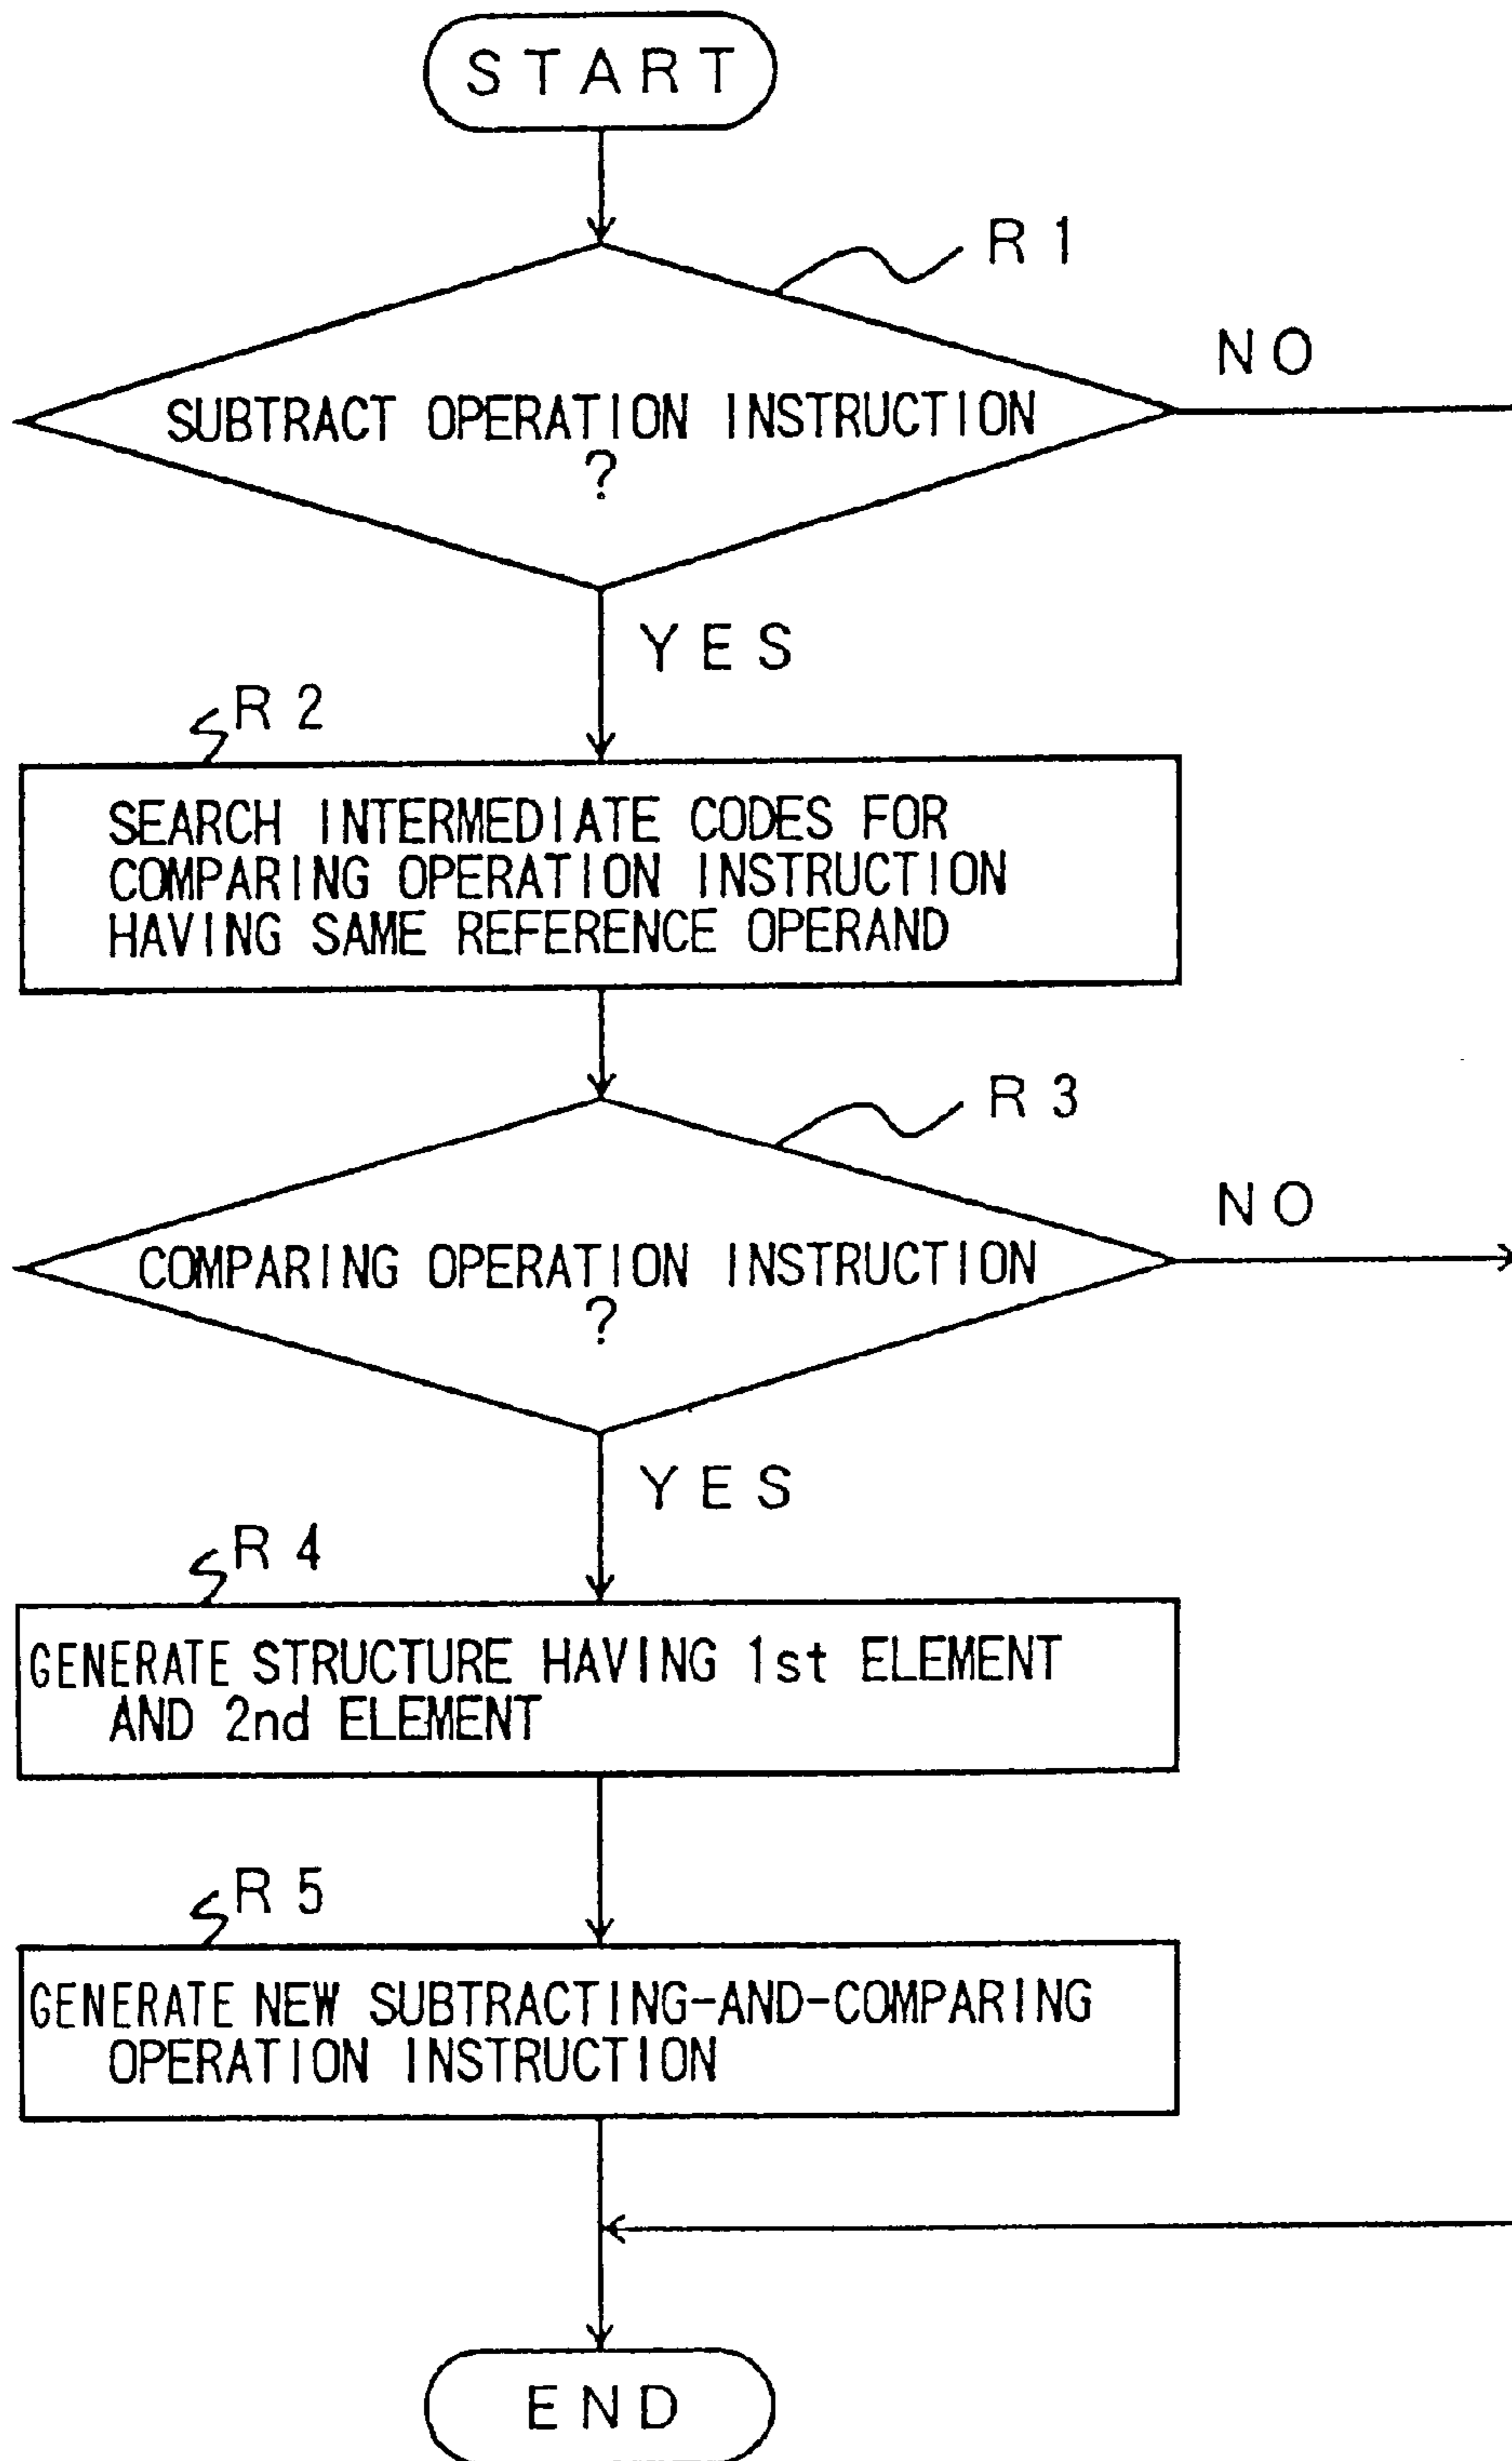 START
R1
NO
SUBTRACT OPERATION INSTRUCTION
?
YES
R2
SEARCH INTERMEDIATE CODES FOR
COMPARING OPERATION INSTRUCTION
HAVING SAME REFERENCE OPERAND
R3
NO
COMPARING OPERATION INSTRUCTION
?
YES
R4
GENERATE STRUCTURE HAVING 1st ELEMENT
AND 2nd ELEMENT
R5
GENERATE NEW SUBTRACTING-AND-COMPARING
OPERATION INSTRUCTION
END